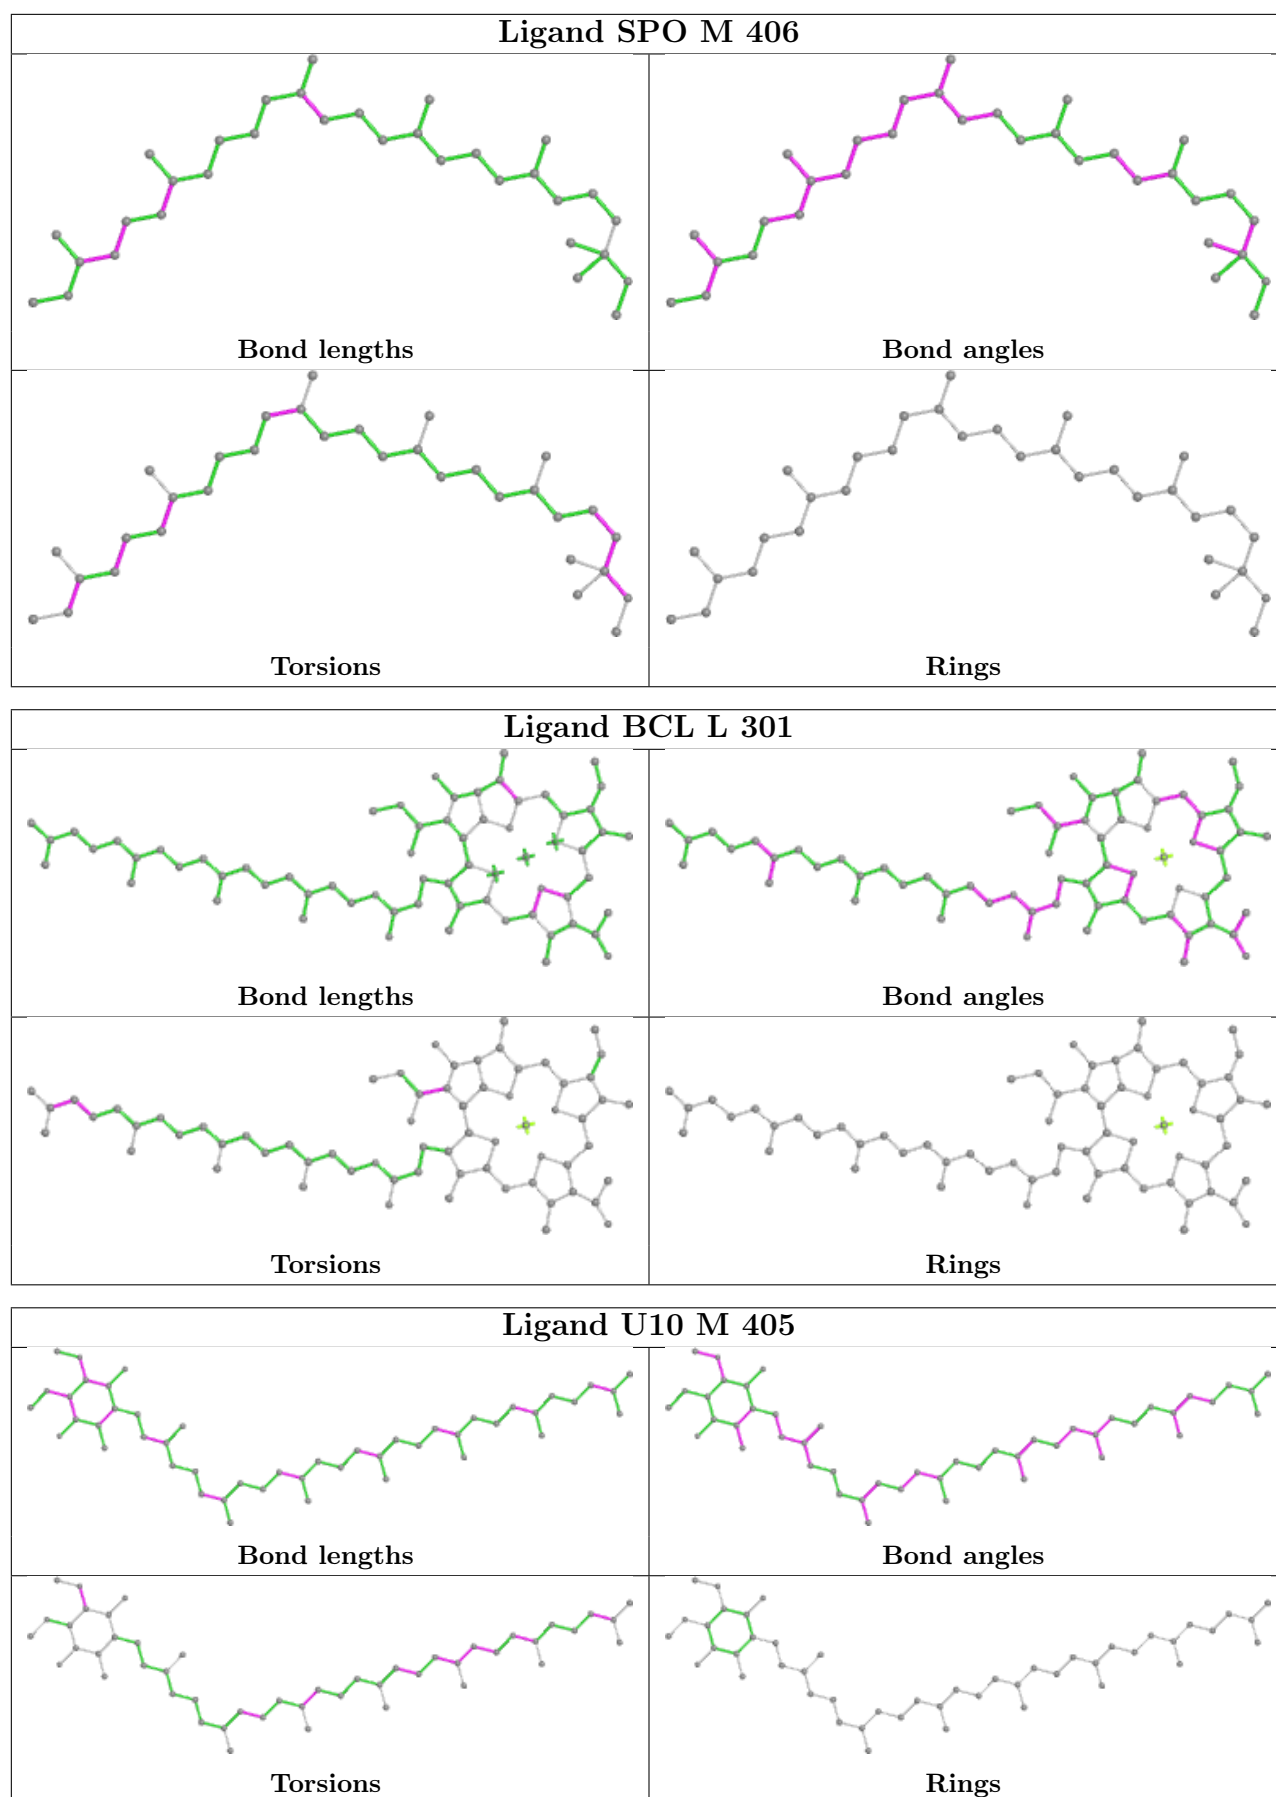 Ligand SPO M 406
Bond lengths
Bond angles
Torsions
Rings
Ligand BCL L 301
Bond lengths
Bond angles
Torsions
Rings
Ligand U10 M 405
Bond lengths
Bond angles
Torsions
Rings